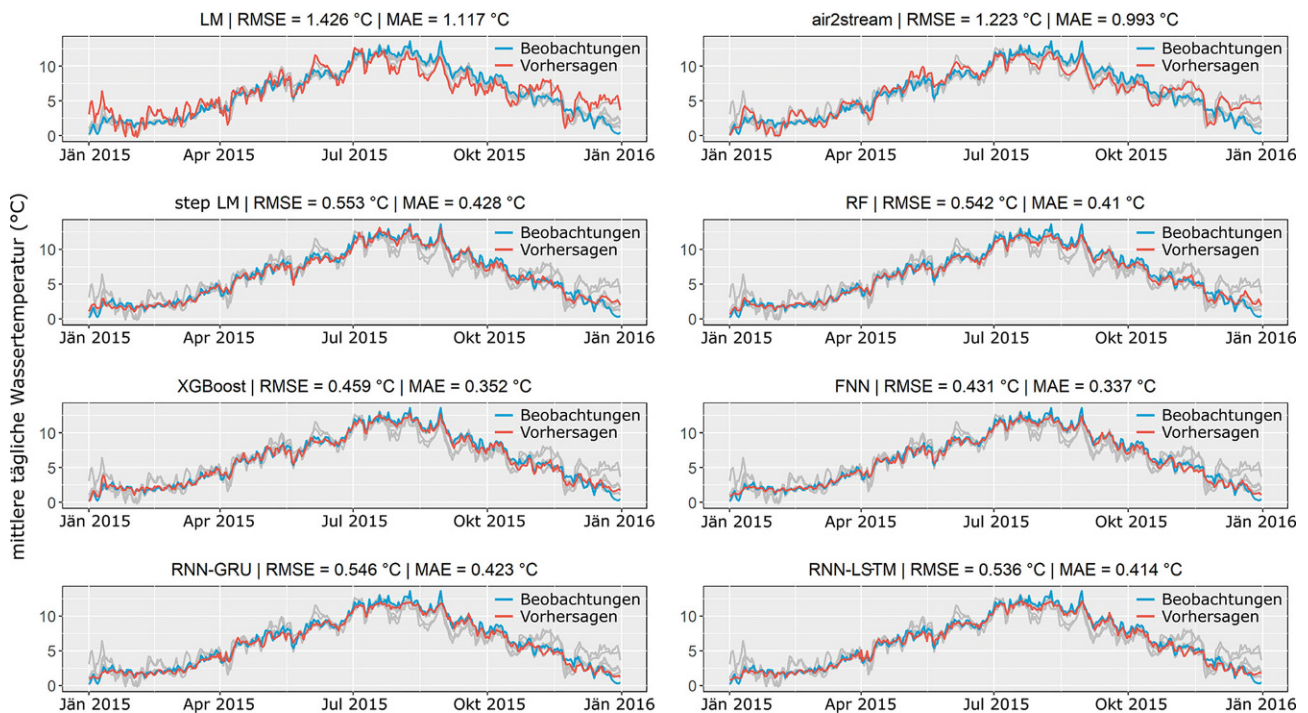 LM | RMSE = 1.426 °C | MAE = 1.117 °C
10
5
0
Beobachtungen
Vorhersagen
Jän 2015 Apr 2015 Jul 2015 Okt 2015 Jän 2016
air2stream | RMSE = 1.223 °C | MAE = 0.993 °C
10
5
0
Beobachtungen
Vorhersagen
Jän 2015 Apr 2015 Jul 2015 Okt 2015 Jän 2016
mittlere tägliche Wassertemperatur (°C)
step LM | RMSE = 0.553 °C | MAE = 0.428 °C
10
5
0
Beobachtungen
Vorhersagen
Jän 2015 Apr 2015 Jul 2015 Okt 2015 Jän 2016
RF | RMSE = 0.542 °C | MAE = 0.41 °C
10
5
0
Beobachtungen
Vorhersagen
Jän 2015 Apr 2015 Jul 2015 Okt 2015 Jän 2016
XGBoost | RMSE = 0.459 °C | MAE = 0.352 °C
10
5
0
Beobachtungen
Vorhersagen
Jän 2015 Apr 2015 Jul 2015 Okt 2015 Jän 2016
FNN | RMSE = 0.431 °C | MAE = 0.337 °C
10
5
0
Beobachtungen
Vorhersagen
Jän 2015 Apr 2015 Jul 2015 Okt 2015 Jän 2016
RNN-GRU | RMSE = 0.546 °C | MAE = 0.423 °C
10
5
0
Beobachtungen
Vorhersagen
Jän 2015 Apr 2015 Jul 2015 Okt 2015 Jän 2016
RNN-LSTM | RMSE = 0.536 °C | MAE = 0.414 °C
10
5
0
Beobachtungen
Vorhersagen
Jän 2015 Apr 2015 Jul 2015 Okt 2015 Jän 2016